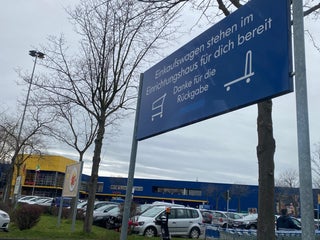 Einkaufswagen stehen im
Einrichtungshaus für dich bereit
Danke für die
Rückgabe